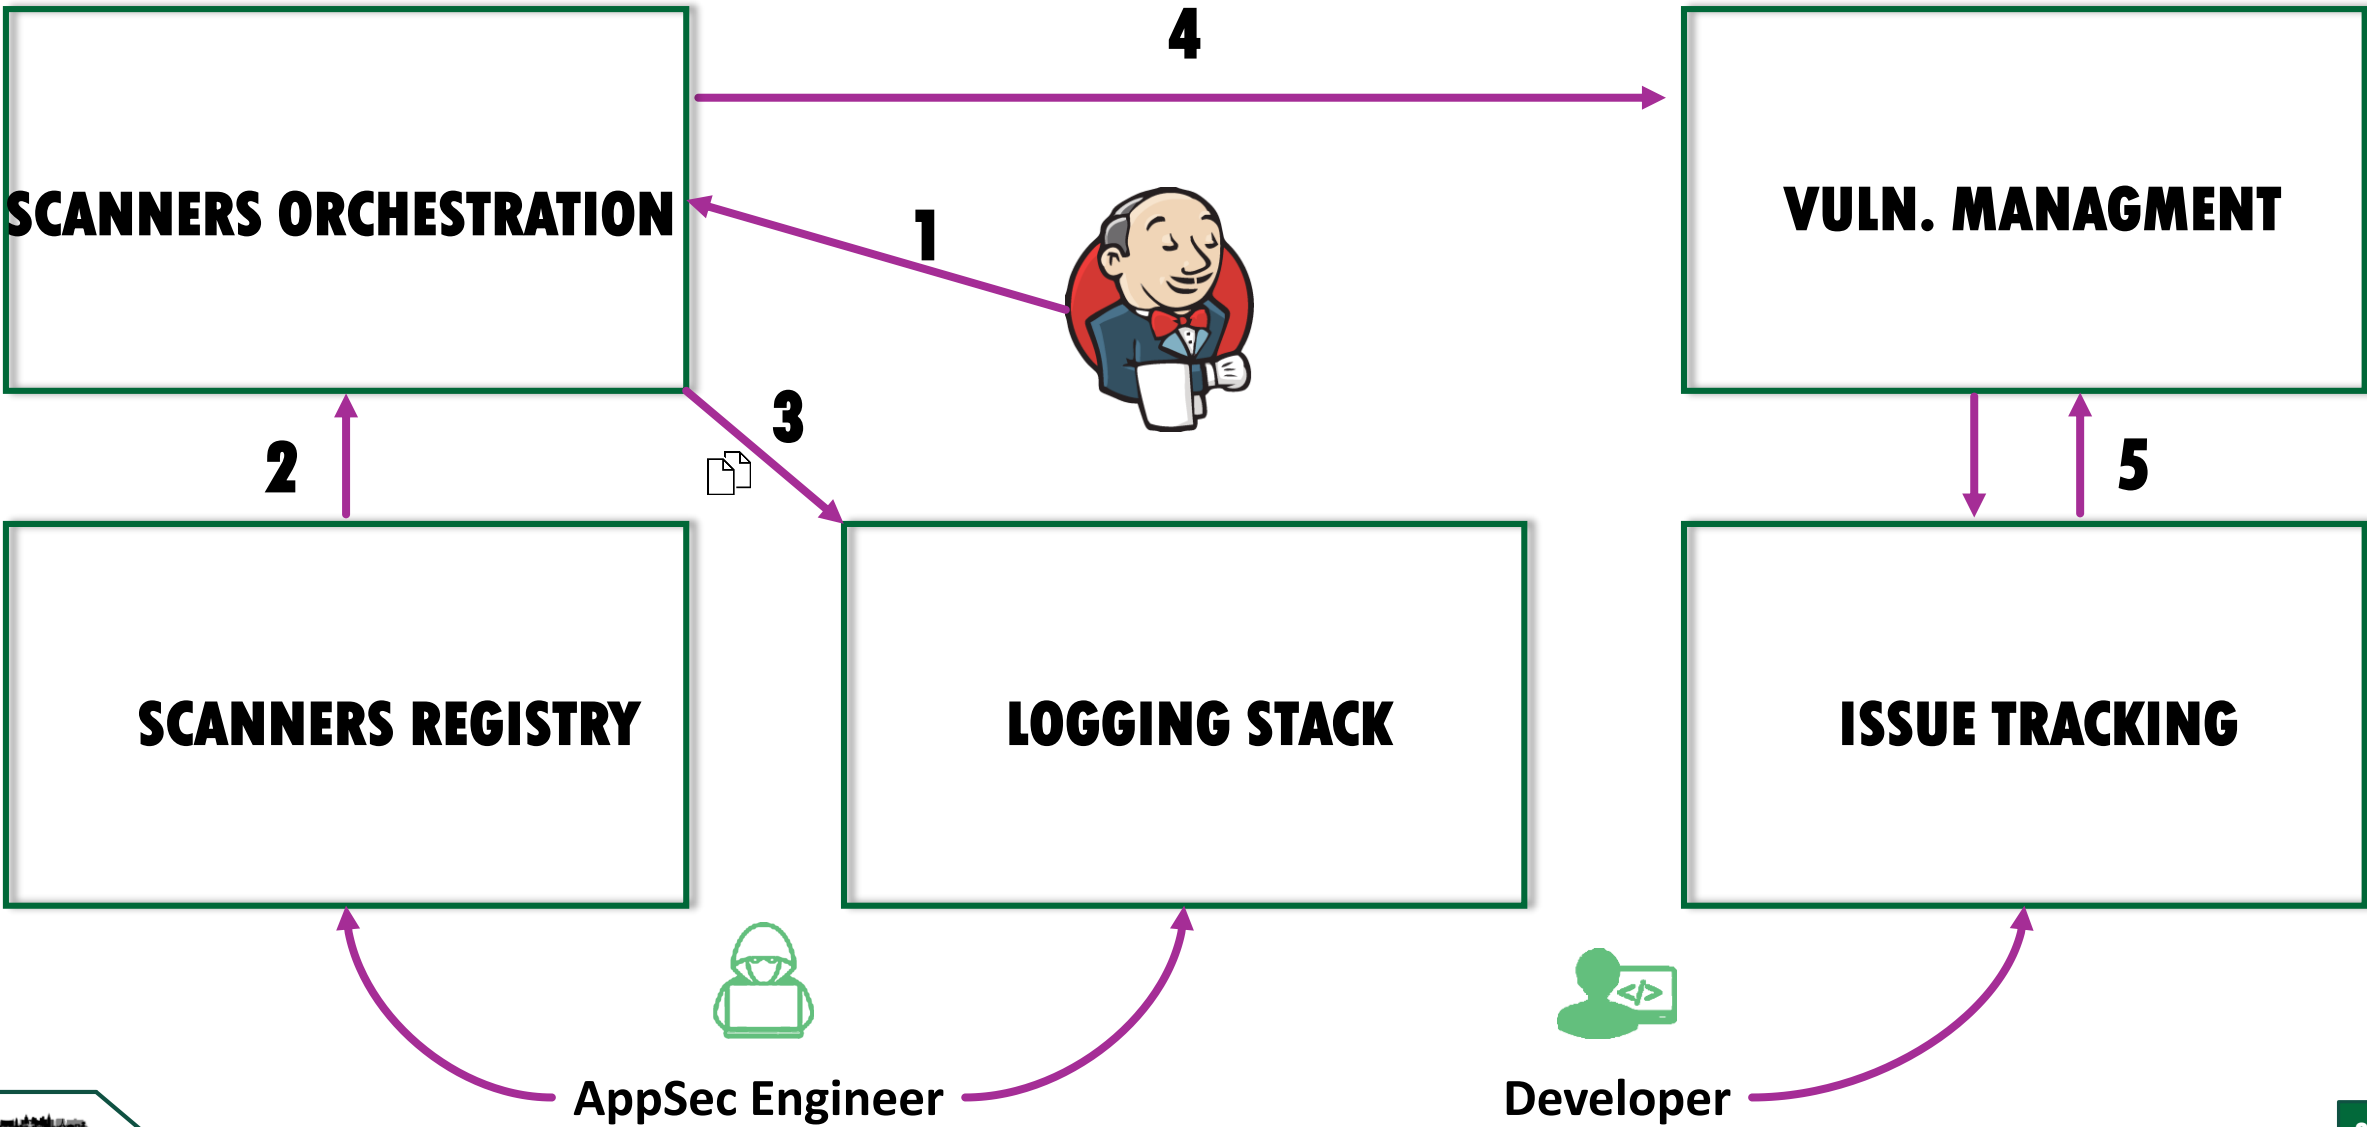 4
SCANNERS ORCHESTRATION
1
VULN. MANAGMENT
3
2
5
SCANNERS REGISTRY
LOGGING STACK
ISSUE TRACKING
</>
AppSec Engineer
Developer